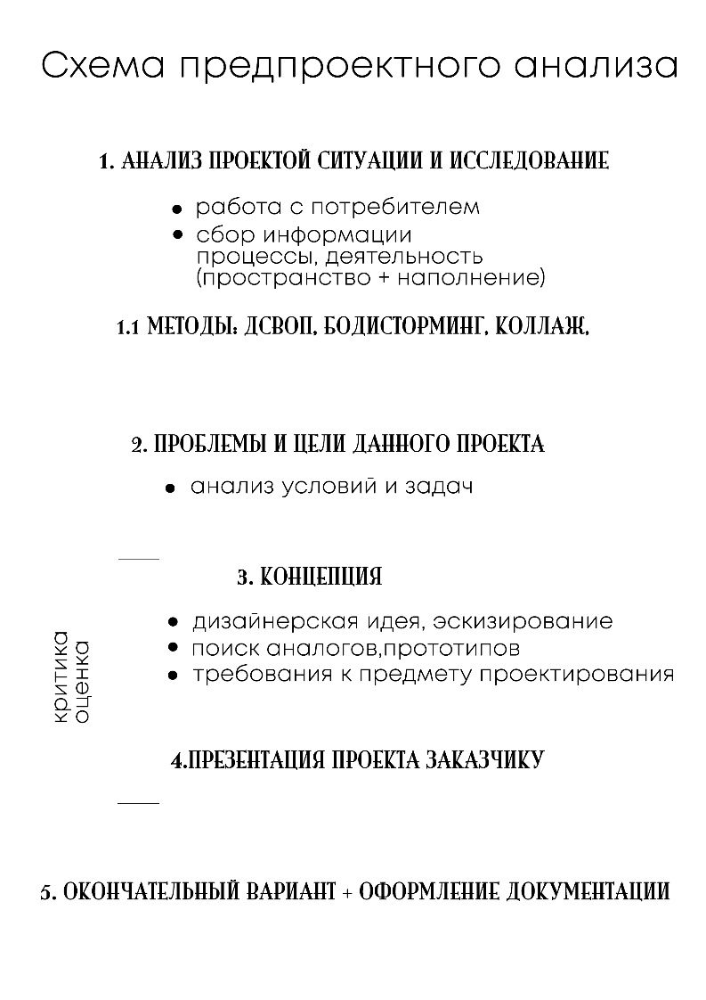 Схема предпроектного анализа
1. АНАЛИЗ ПРОЕКТОЙ СИТУАЦИИ И ИССЛЕДОВАНИЕ
● работа с потребителем
● сбор информации
процессы, деятельность
(пространство + наполнение)
1.1 МЕТОДЫ: ДСВОП, БОДИСТОРМИНГ, КОЛЛАЖ,
2. ПРОБЛЕМЫ И ЦЕЛИ ДАННОГО ПРОЕКТА
● анализ условий и задач
3. КОНЦЕПЦИЯ
● дизайнерская идея, эскизирование
● поиск аналогов,прототипов
● требования к предмету проектирования
критика
оценка
4.ПРЕЗЕНТАЦИЯ ПРОЕКТА ЗАКАЗЧИКУ
5. ОКОНЧАТЕЛЬНЫЙ ВАРИАНТ + ОФОРМЛЕНИЕ ДОКУМЕНТАЦИИ